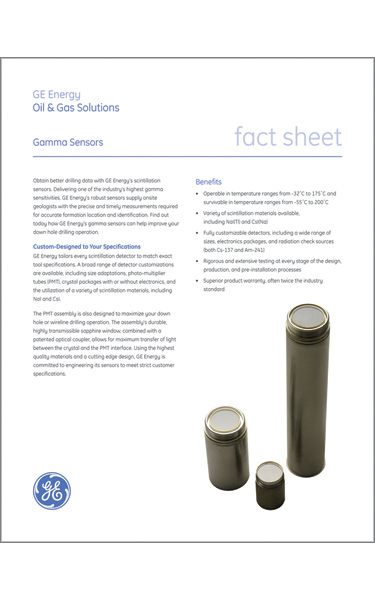 GE Energy
Oil & Gas Solutions
Gamma Sensors
fact sheet
Obtain better drilling data with GE Energy's scintillation
sensors. Delivering one of the industry's highest gamma
sensitivities, GE Energy's robust sensors supply onsite
geologists with the precise and timely measurements required
for accurate formation location and identification. Find out
today how GE Energy's gamma sensors can help improve your
down hole drilling operation.
Custom-Designed to Your Specifications
GE Energy tailors every scintillation detector to match exact
tool specifications. A broad range of detector customizations
are available, including size adaptations, photo-multiplier
tubes (PMT), crystal packages with or without electronics, and
the utilization of a variety of scintillation materials, including
NaI and CsI.
The PMT assembly is also designed to maximize your down
hole or wireline drilling operation. The assembly's durable,
highly transmissible sapphire window, combined with a
patented optical coupler, allows for maximum transfer of light
between the crystal and the PMT interface. Using the highest
quality materials and a cutting edge design, GE Energy is
committed to engineering its sensors to meet strict customer
specifications.
Benefits
• Operable in temperature ranges from -32˚C to 175˚C and
survivable in temperature ranges from -55˚C to 200˚C
• Variety of scintillation materials available,
including NaI(Tl) and CsI(Na)
• Fully customizable detectors, including a wide range of
sizes, electronics packages, and radiation check sources
(both Cs-137 and Am-241)
• Rigorous and extensive testing at every stage of the design,
production, and pre-installation processes
• Superior product warranty, often twice the industry
standard
GE